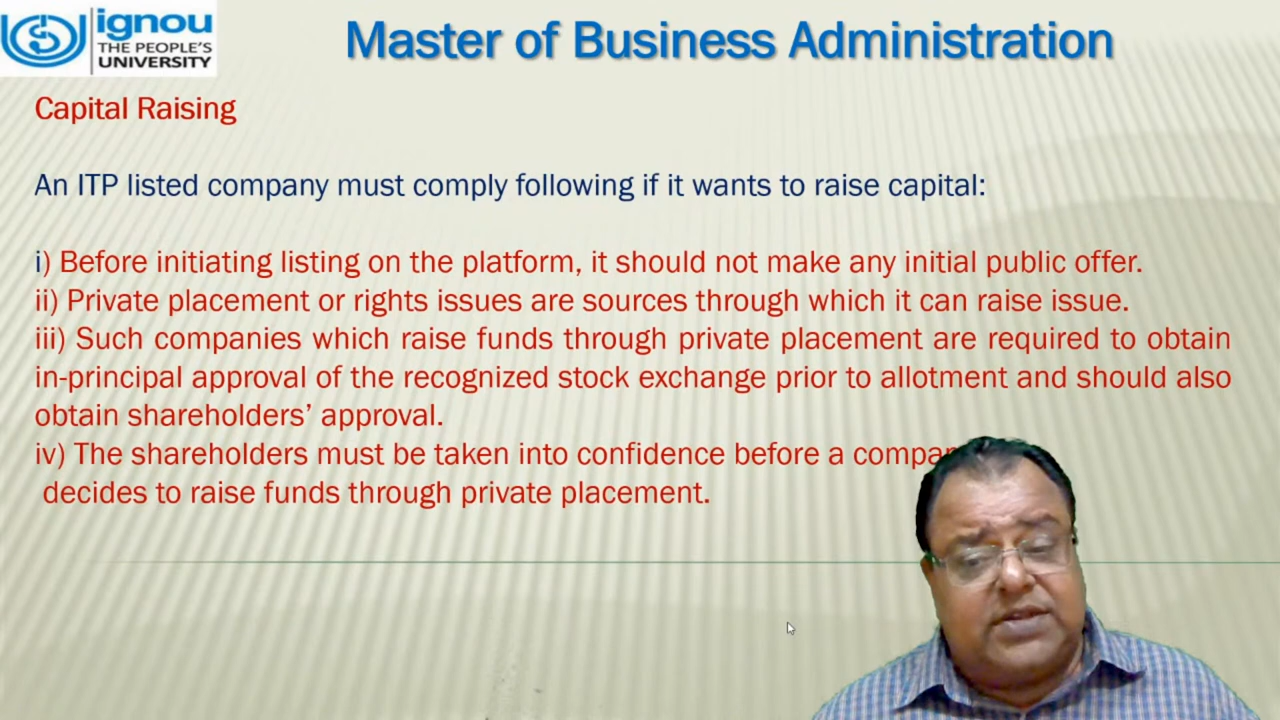 ignou
THE PEOPLE'S
UNIVERSITY
Master of Business Administration
Capital Raising
An ITP listed company must comply following if it wants to raise capital:
i) Before initiating listing on the platform, it should not make any initial public offer.
ii) Private placement or rights issues are sources through which it can raise issue.
iii) Such companies which raise funds through private placement are required to obtain
in-principal approval of the recognized stock exchange prior to allotment and should also
obtain shareholders’ approval.
iv) The shareholders must be taken into confidence before a
decides to raise funds through private placement.